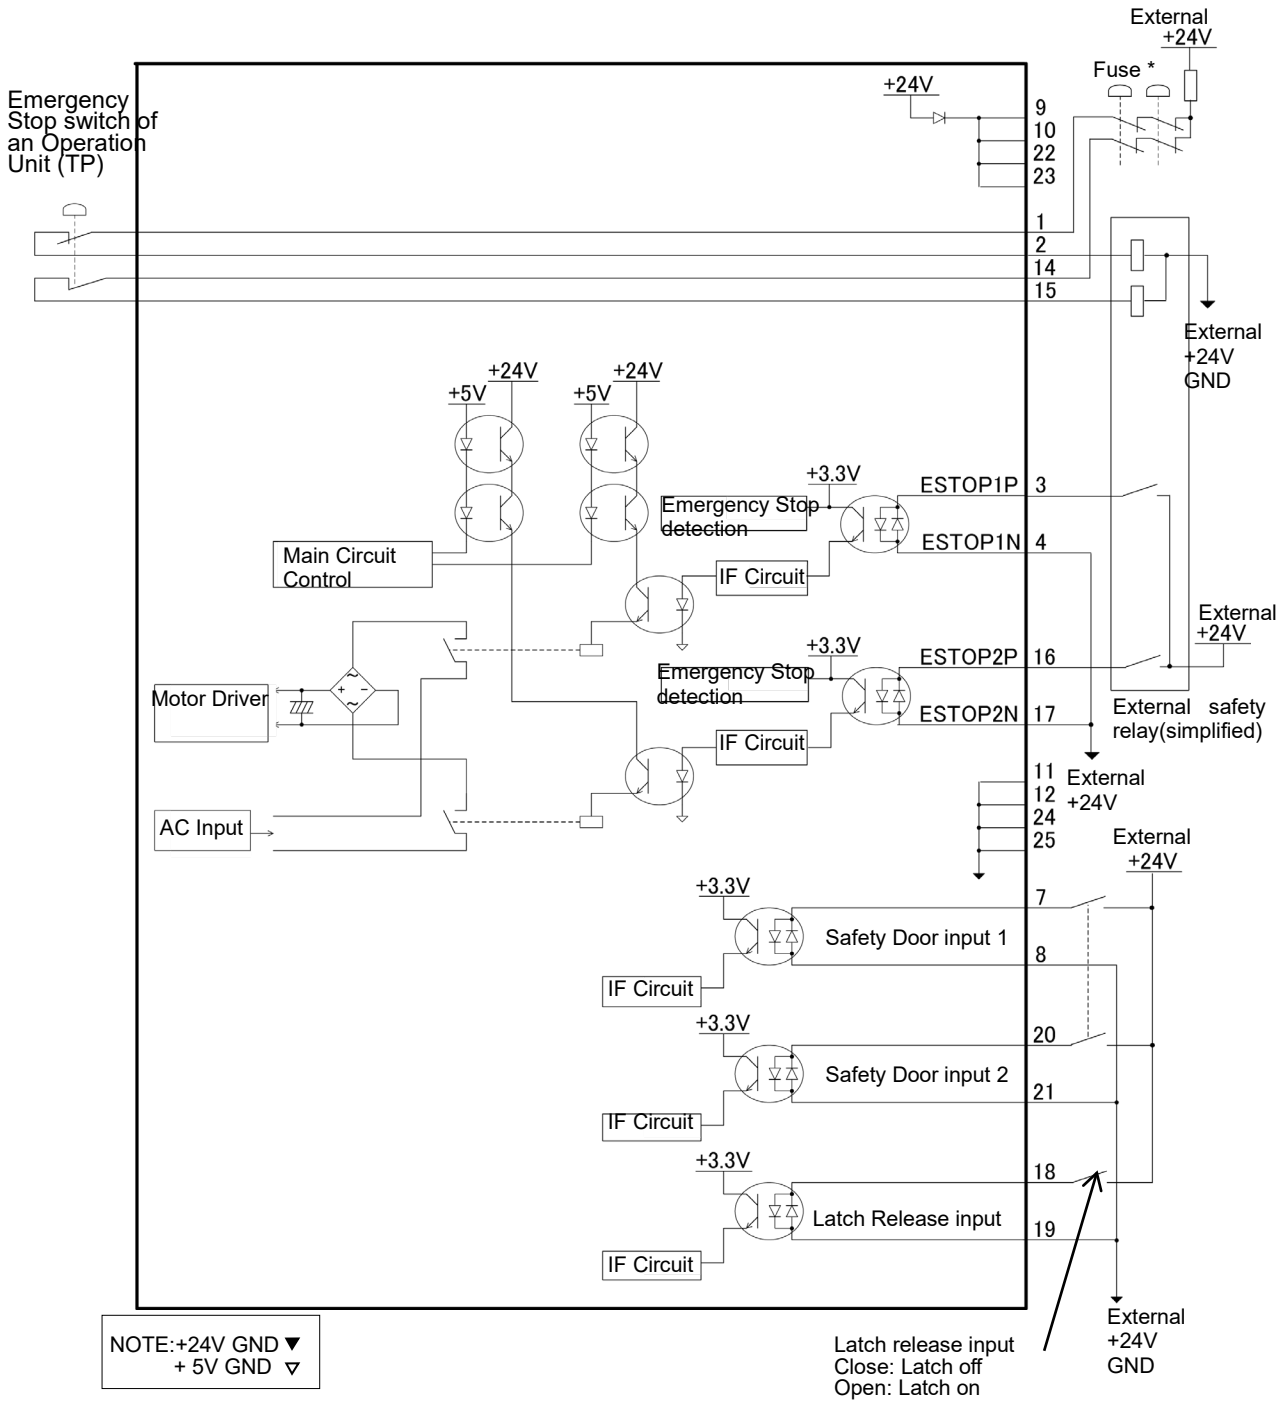 External
+24V
Fuse *
+24V
9
10
22
23
Emergency
Stop switch of
an Operation
Unit (TP)
1
2
14
15
External
+24V
GND
+24V
+5V
+24V
+5V
+3.3V
Emergency Stop
detection
ESTOP1P
3
ESTOP1N
4
Main Circuit
Control
IF Circuit
External
+24V
+3.3V
Emergency Stop
detection
ESTOP2P
16
ESTOP2N
17
Motor Driver
IF Circuit
External safety
relay(simplified)
~
+
-
~
11
12
24
25
External
+24V
AC Input
External
+24V
+3.3V
7
Safety Door input 1
8
IF Circuit
+3.3V
20
Safety Door input 2
21
IF Circuit
+3.3V
18
Latch Release input
19
IF Circuit
External
+24V
GND
NOTE:+24V GND ▼
+ 5V GND ▽
Latch release input
Close: Latch off
Open: Latch on